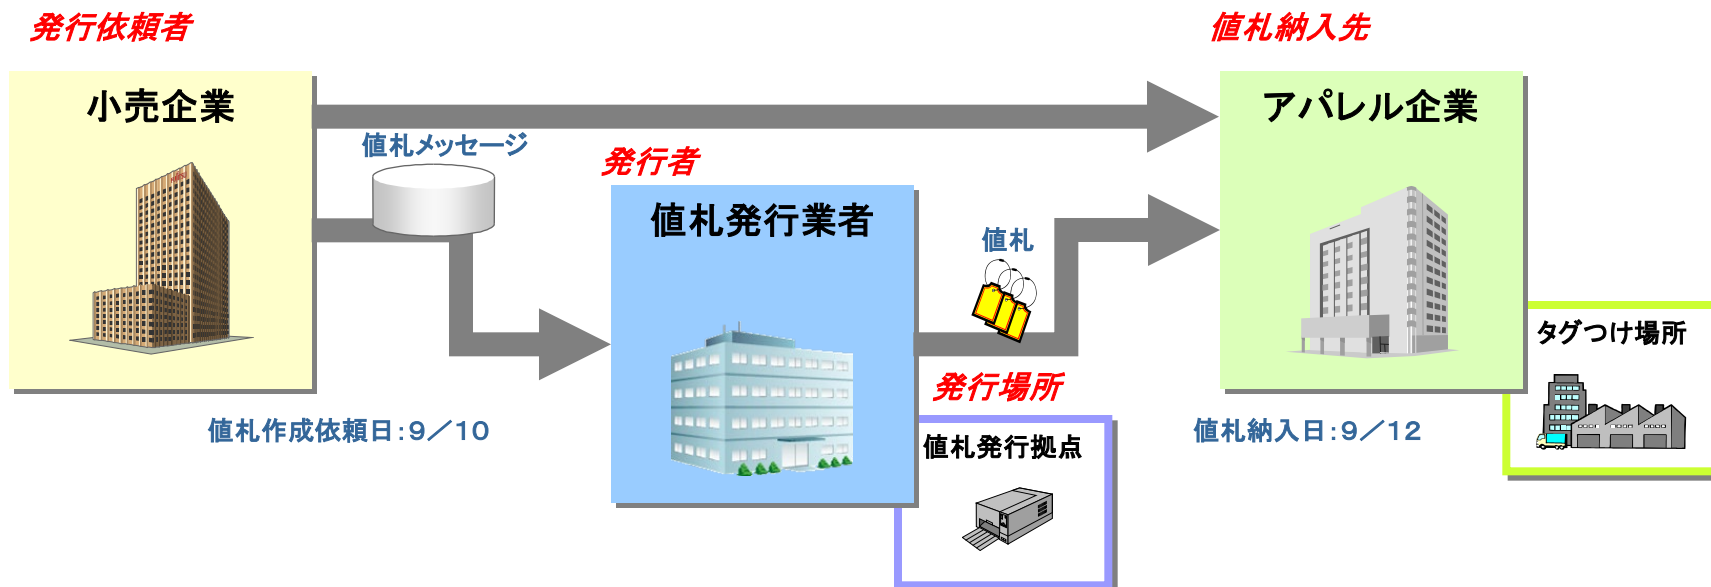 発行依頼者
値札納入先
小売企業
アパレル企業
値札メッセージ
発行者
値札発行業者
値札
タグつけ場所
発行場所
値札作成依頼日:9/10
値札納入日:9/12
値札発行拠点